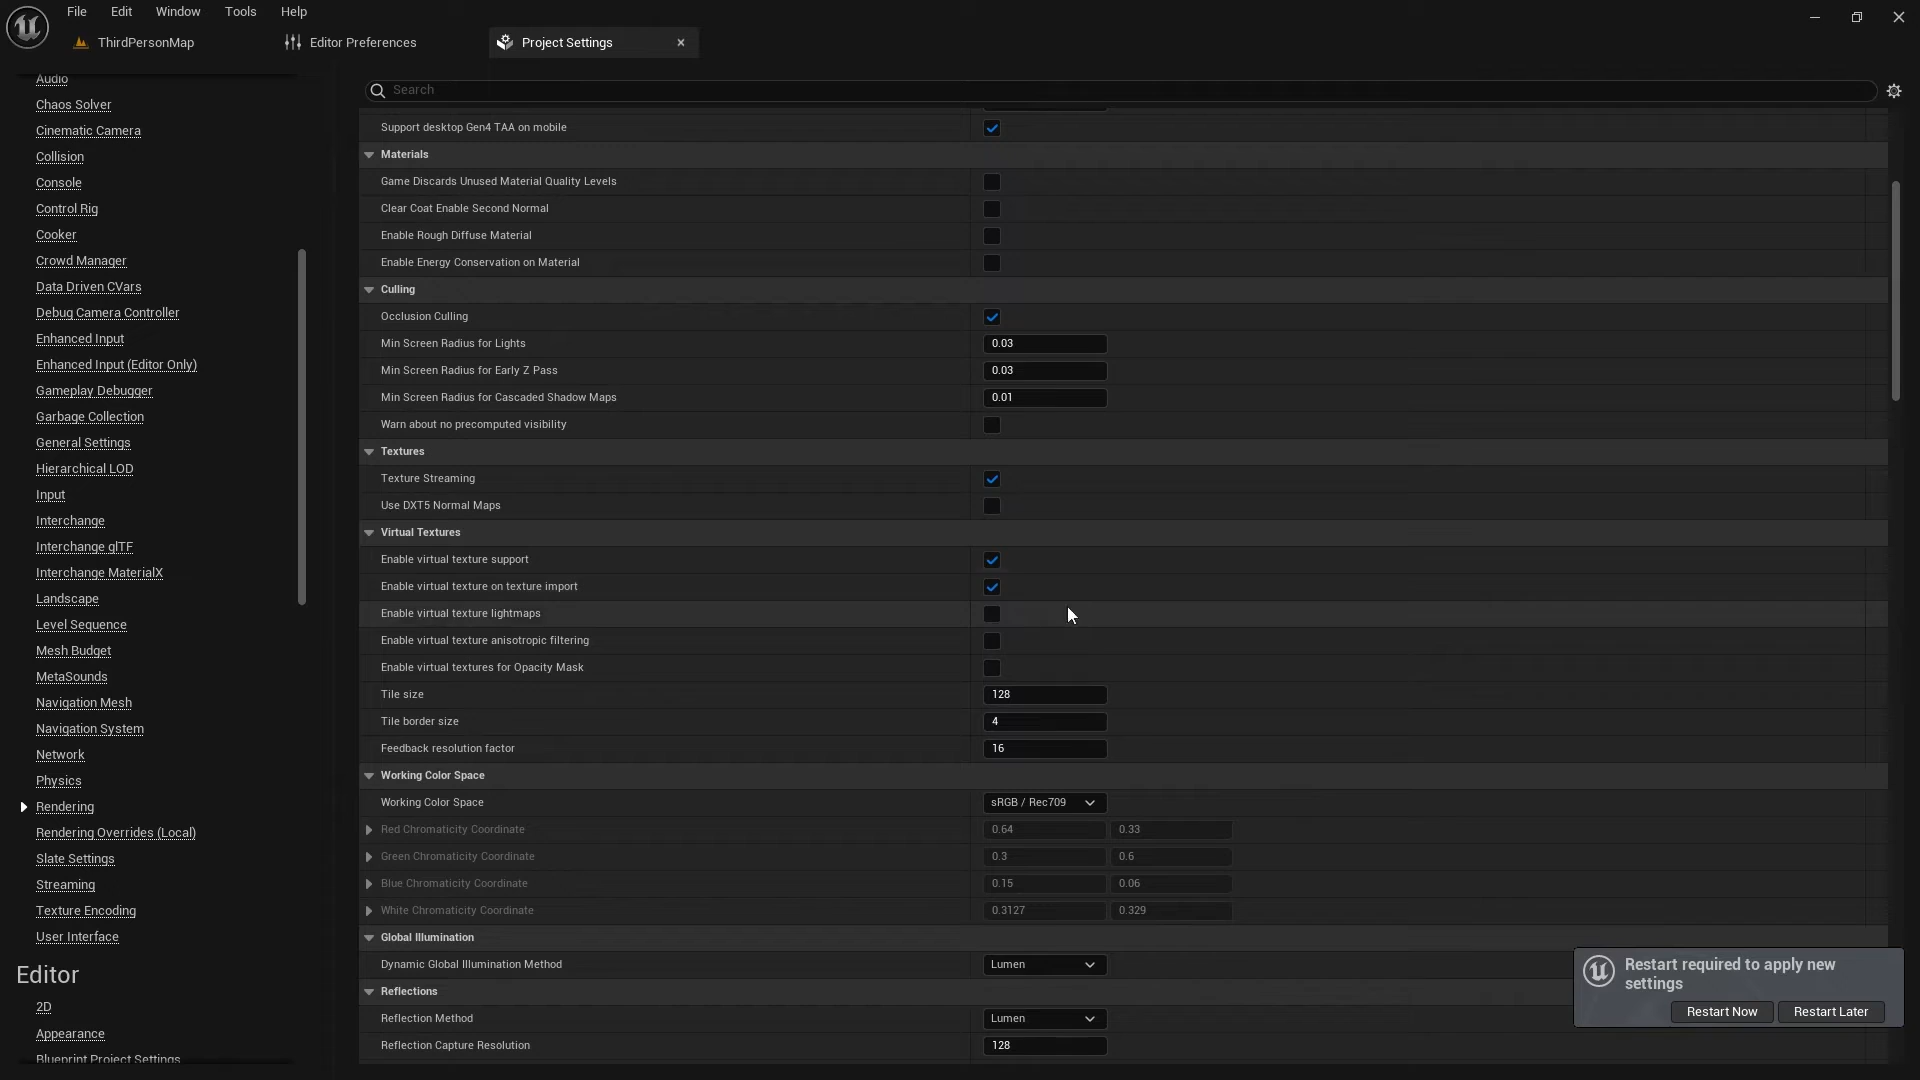 File Edit Window Tools Help
ThirdPersonMap Editor Preferences Project Settings
Audio
Chaos Solver
Cinematic Camera
Collision
Console
Control Rig
Cooker
Crowd Manager
Data Driven CVars
Debug Camera Controller
Enhanced Input
Enhanced Input (Editor Only)
Gameplay Debugger
Garbage Collection
General Settings
Hierarchical LOD
Input
Interchange
Interchange glTF
Interchange MaterialX
Landscape
Level Sequence
Mesh Budget
MetaSounds
Navigation Mesh
Navigation System
Network
Physics
Rendering
Rendering Overrides (Local)
Slate Settings
Streaming
Texture Encoding
User Interface
Editor
2D
Appearance
Blueprint Project Settings
Search
Support desktop Gen4 TAA on mobile
Materials
Game Discards Unused Material Quality Levels
Clear Coat Enable Second Normal
Enable Rough Diffuse Material
Enable Energy Conservation on Material
Culling
Occlusion Culling
Min Screen Radius for Lights 0.03
Min Screen Radius for Early Z Pass 0.03
Min Screen Radius for Cascaded Shadow Maps 0.01
Warn about no precomputed visibility
Textures
Texture Streaming
Use DXT5 Normal Maps
Virtual Textures
Enable virtual texture support
Enable virtual texture on texture import
Enable virtual texture lightmaps
Enable virtual texture anisotropic filtering
Enable virtual textures for Opacity Mask
Tile size 128
Tile border size 4
Feedback resolution factor 16
Working Color Space
Working Color Space sRGB / Rec709
Red Chromaticity Coordinate 0.64 0.33
Green Chromaticity Coordinate 0.3 0.6
Blue Chromaticity Coordinate 0.15 0.06
White Chromaticity Coordinate 0.3127 0.329
Global Illumination
Dynamic Global Illumination Method Lumen
Reflections
Reflection Method Lumen
Reflection Capture Resolution 128
Restart required to apply new
settings
Restart Now Restart Later